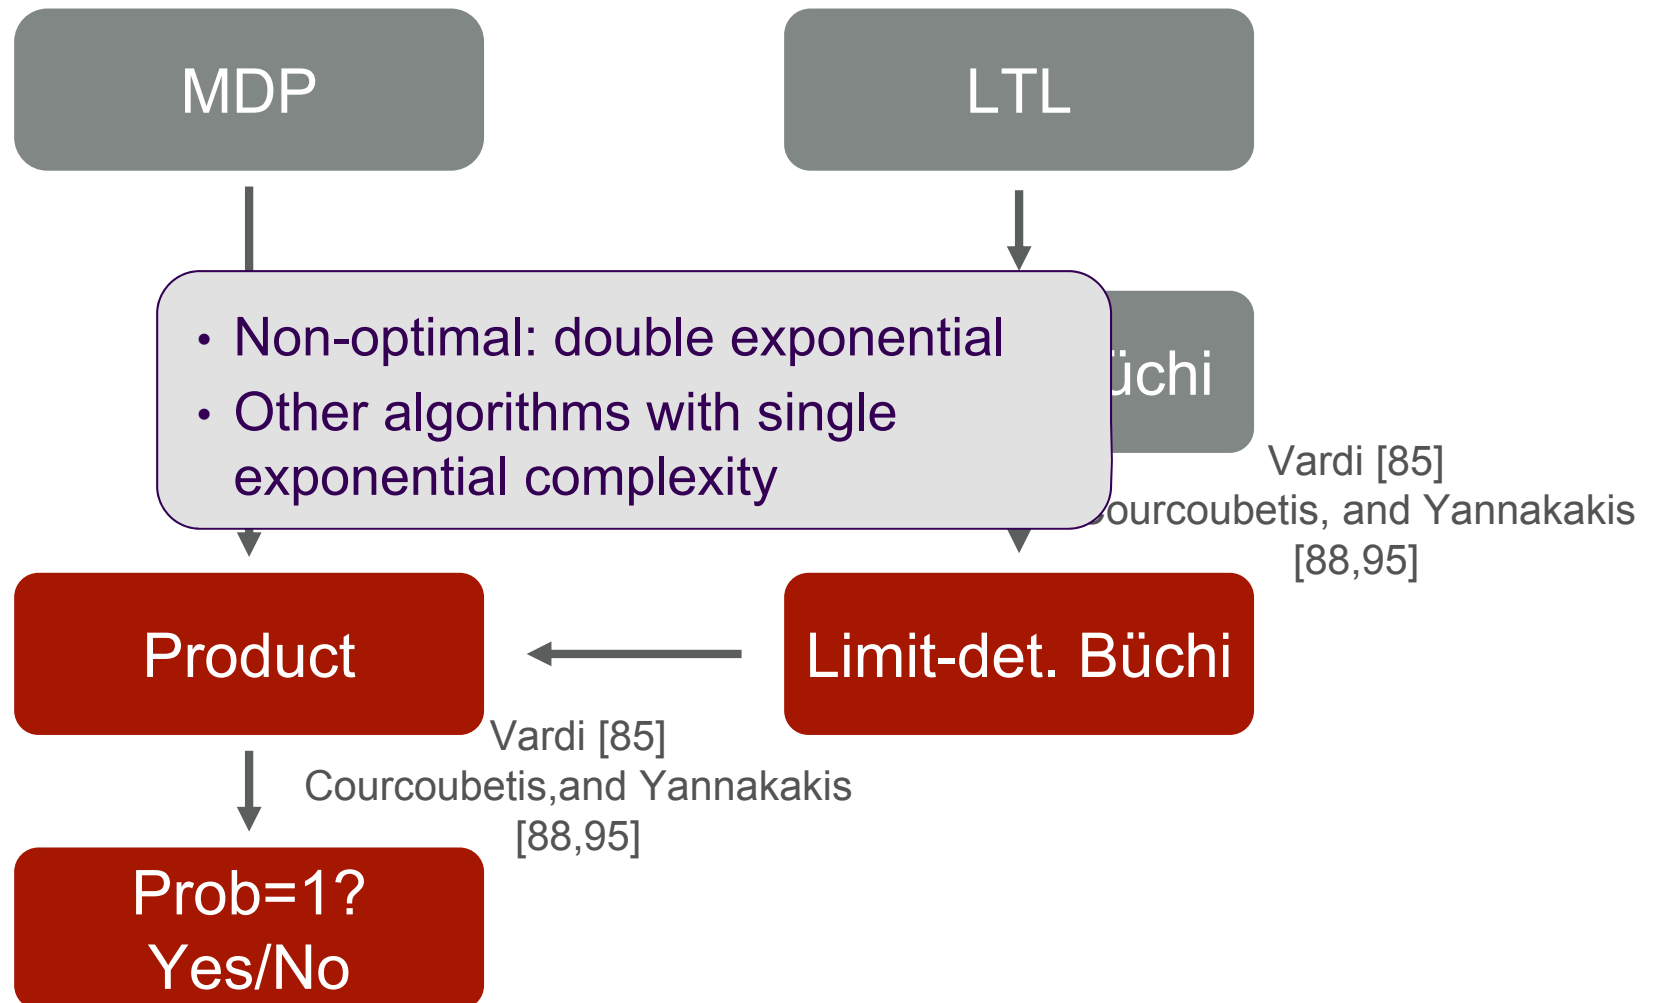 MDP
LTL
• Non-optimal: double exponential
• Other algorithms with single
exponential complexity
üchi
Vardi [85]
ourcoubetis, and Yannakakis
[88,95]
Product
Limit-det. Büchi
Vardi [85]
Courcoubetis,and Yannakakis
[88,95]
Prob=1?
Yes/No